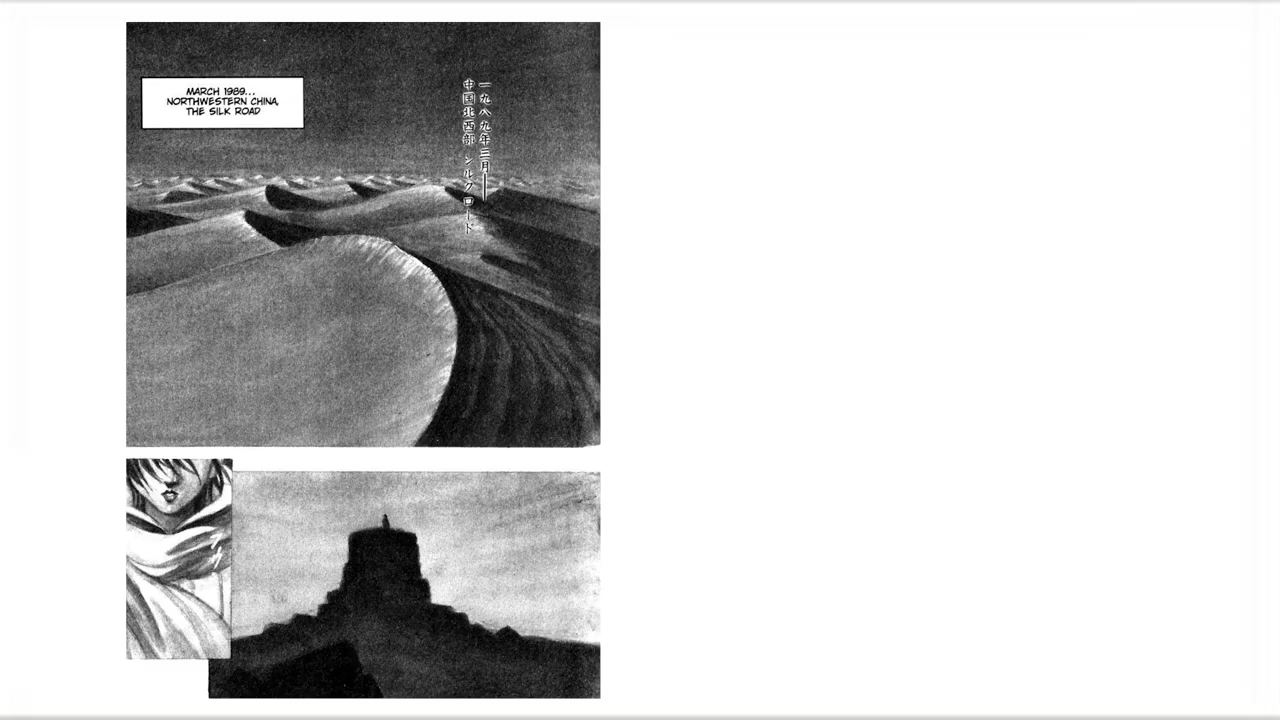 MARCH 1989...
NORTHWESTERN CHINA,
THE SILK ROAD
一九八九年三月──
中国北西部 シルクロード